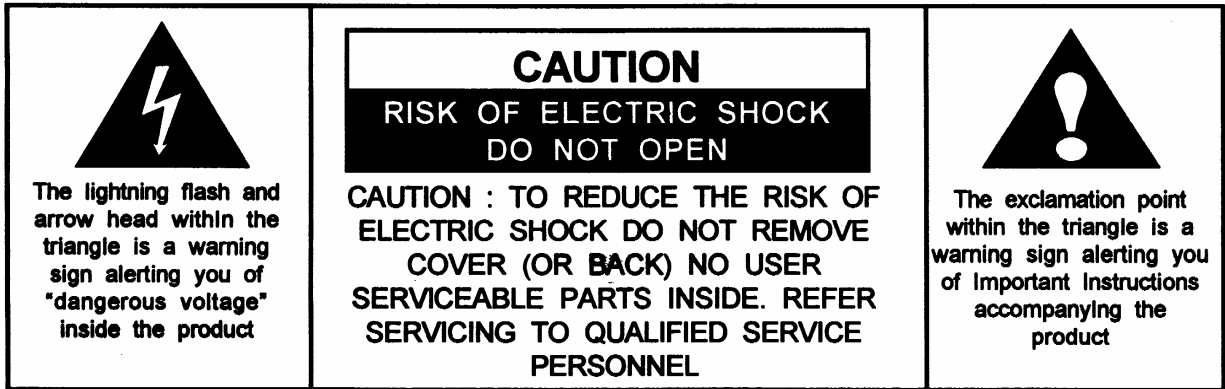 The lightning flash and
arrow head within the
triangle is a warning
sign alerting you of
"dangerous voltage"
inside the product
CAUTION
RISK OF ELECTRIC SHOCK
DO NOT OPEN
CAUTION : TO REDUCE THE RISK OF
ELECTRIC SHOCK DO NOT REMOVE
COVER (OR BACK) NO USER
SERVICEABLE PARTS INSIDE. REFER
SERVICING TO QUALIFIED SERVICE
PERSONNEL
The exclamation point
within the triangle is a
warning sign alerting you
of Important Instructions
accompanying the
product